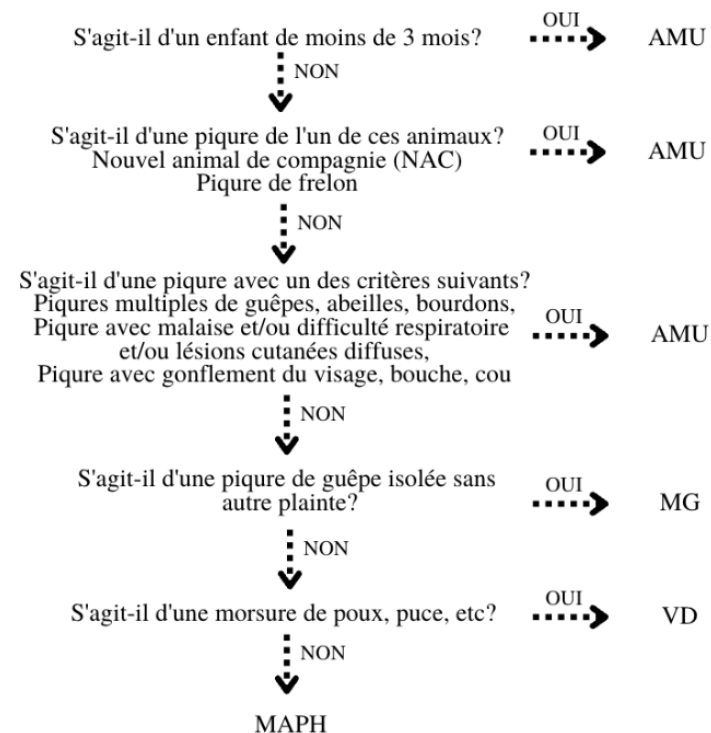 S'agit-il d'un enfant de moins de 3 mois?
OUI
AMU
NON
S'agit-il d'une piqure de l'un de ces animaux?
Nouvel animal de compagnie (NAC)
Piqure de frelon
OUI
AMU
NON
S'agit-il d'une piqure avec un des critères suivants?
Piqures multiples de guêpes, abeilles, bourdons,
Piqure avec malaise et/ou difficulté respiratoire
et/ou lésions cutanées diffuses,
Piqure avec gonflement du visage, bouche, cou
OUI
AMU
NON
S'agit-il d'une piqure de guêpe isolée sans
autre plainte?
OUI
MG
NON
S'agit-il d'une morsure de poux, puce, etc?
OUI
VD
NON
MAPH